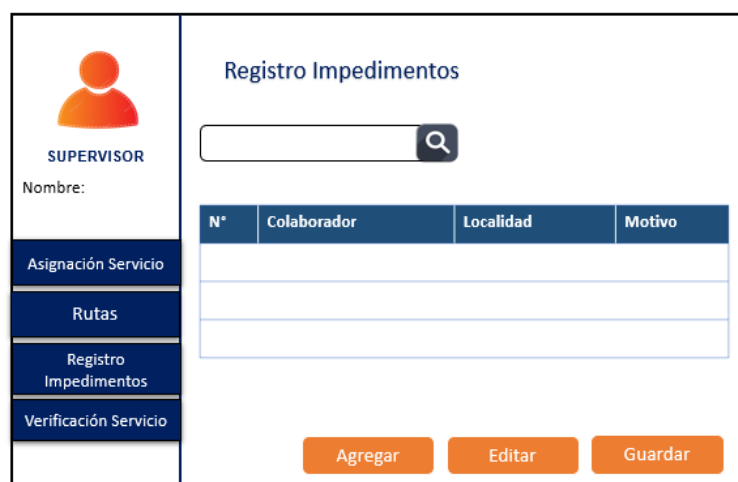 SUPERVISOR
Nombre:
Asignación Servicio
Rutas
Registro
Impedimentos
Verificación Servicio
Registro Impedimentos
N° Colaborador Localidad Motivo
Agregar Editar Guardar